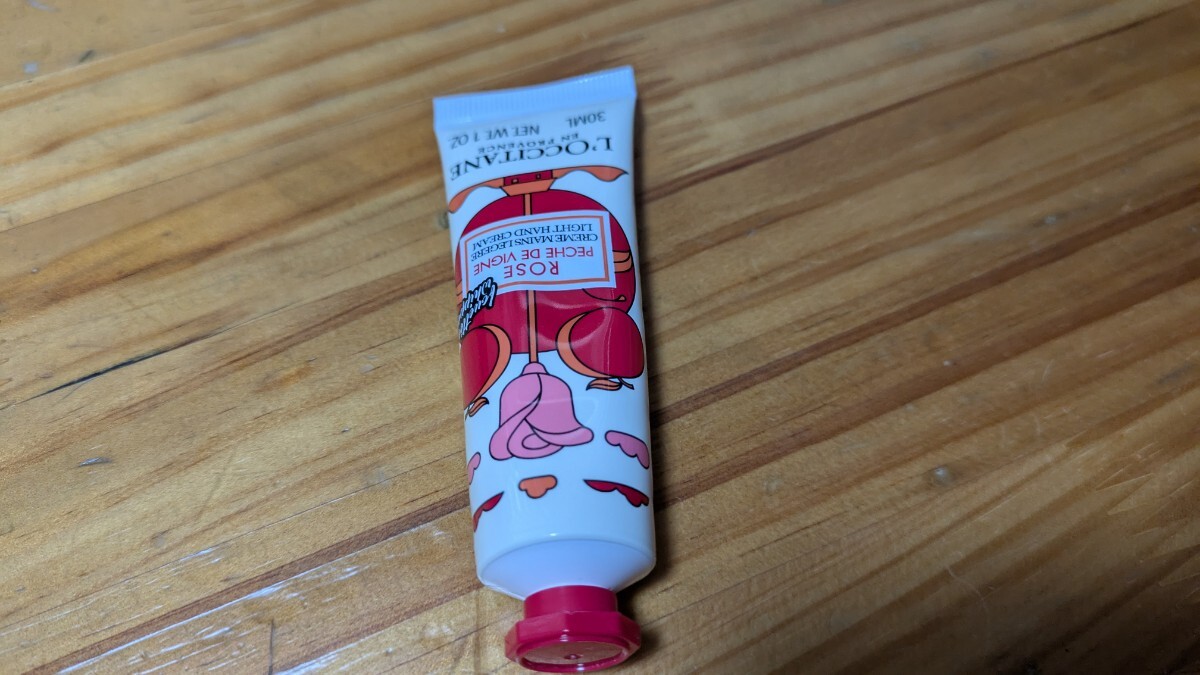 ROSE
PECHE DE VIGNE
CREME MAINS LEGERE
LIGHT HAND CREAM
L'OCCITANE
EN PROVENCE
30ML NET WT. 1 OZ.